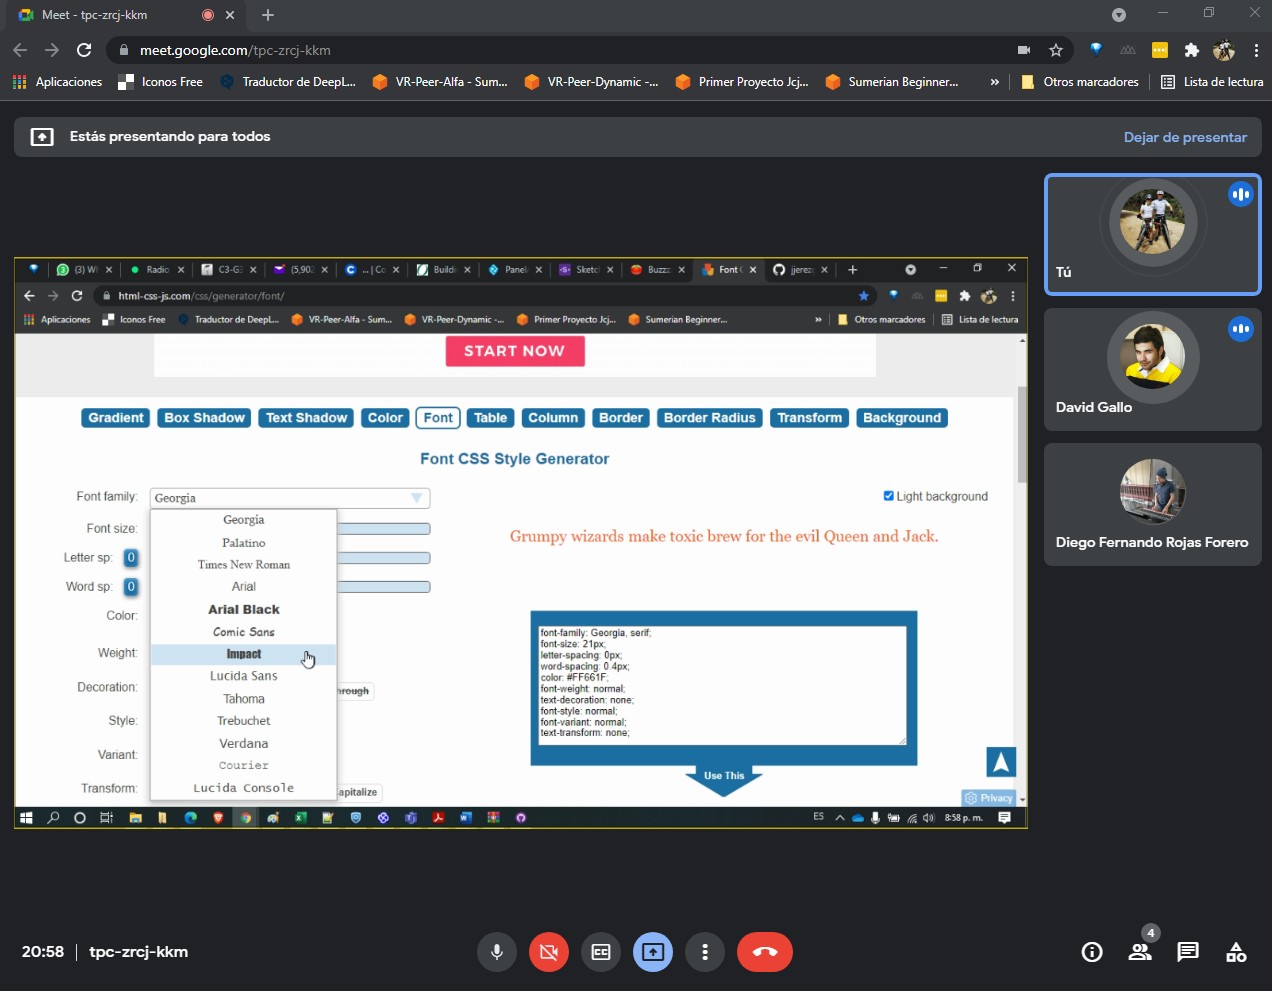 Meet - tpc-zrcj-kkm
meet.google.com/tpc-zrcj-kkm
Aplicaciones Iconos Free Traductor de DeepL... VR-Peer-Alfa - Sum... VR-Peer-Dynamic -... Primer Proyecto Jcj... Sumerian Beginner... » Otros marcadores Lista de lectura
Estás presentando para todos Dejar de presentar
Tú
David Gallo
Diego Fernando Rojas Forero
(3) W Radio C3-G (5,902 ... | Co Build Panel Sketch Buzzz Font jjerez
html-css-js.com/css/generator/font/
Aplicaciones Iconos Free Traductor de DeepL... VR-Peer-Alfa - Sum... VR-Peer-Dynamic -... Primer Proyecto Jcj... Sumerian Beginner... » Otros marcadores Lista de lectura
START NOW
Gradient Box Shadow Text Shadow Color Font Table Column Border Border Radius Transform Background
Font CSS Style Generator
Font family: Georgia
Light background
Font size:
Letter sp: 0
Word sp: 0
Color:
Weight:
Decoration:
Style:
Variant:
Transform:
Georgia
Palatino
Times New Roman
Arial
Arial Black
Comic Sans
Impact
Lucida Sans
Tahoma
Trebuchet
Verdana
Courier
Lucida Console
hrough
apitalize
Grumpy wizards make toxic brew for the evil Queen and Jack.
font-family: Georgia, serif;
font-size: 21px;
letter-spacing: 0px;
word-spacing: 0.4px;
color: #FF661F;
font-weight: normal;
text-decoration: none;
font-style: normal;
font-variant: normal;
text-transform: none;
Use This
Privacy
ES 8:58 p. m.
20:58 | tpc-zrcj-kkm
CC
4